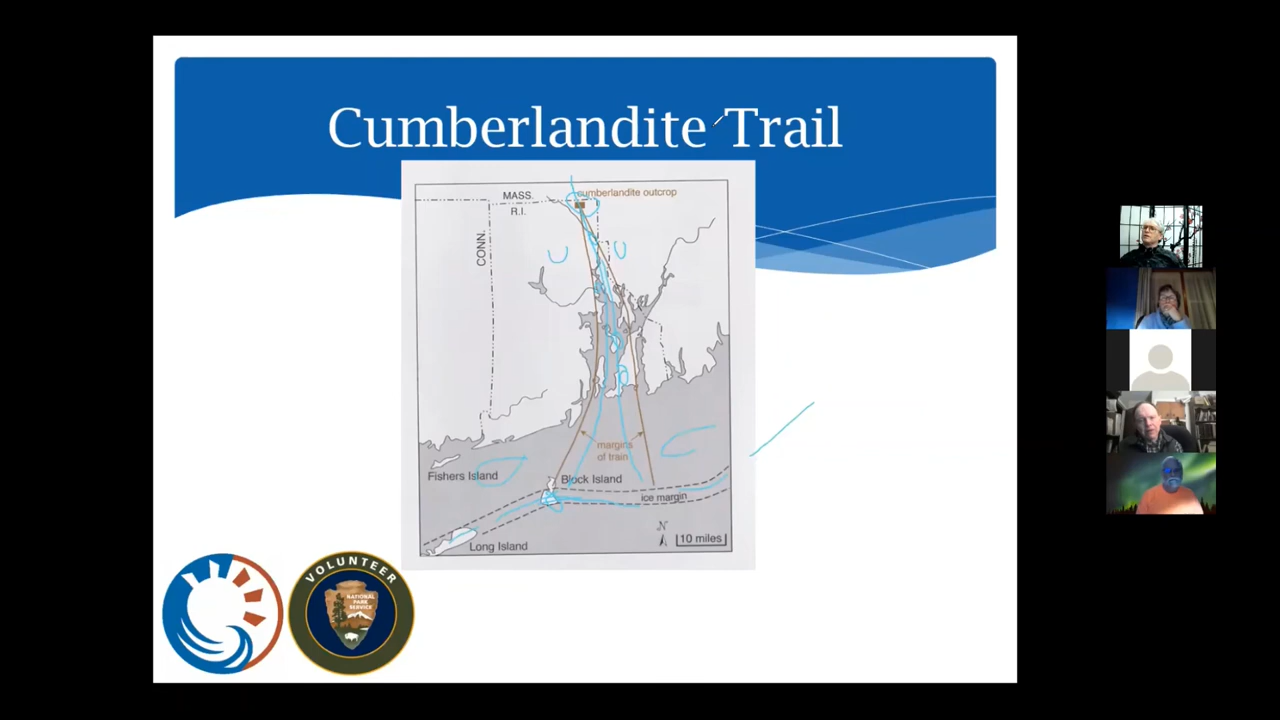 Cumberlandite Trail
MASS.
cumberlandite outcrop
R.I.
CONN.
margins
of train
Fishers Island
Block Island
ice margin
N
10 miles
Long Island
VOLUNTEER
NATIONAL
PARK
SERVICE